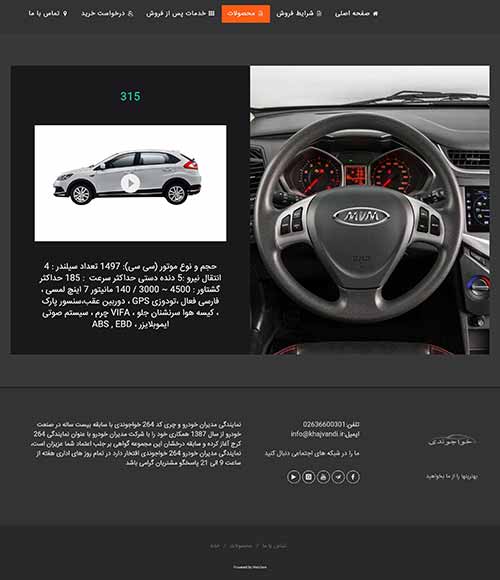 صفحه اصلی
شرایط فروش
محصولات
خدمات پس از فروش
درخواست خرید
تماس با ما
315
MVM
حجم و نوع موتور (سی سی): 1497 تعداد سیلندر : 4
انتقال نیرو :5 دنده دستی حداکثر سرعت : 185 حداکثر
گشتاور : 4500 ~ 3000 / 140 مانیتور 7 اینچ لمسی ،
فارسی فعال ،تودوزی GPS ، دوربین عقب،سنسور پارک
، کیسه هوا سرنشنان جلو ، VIFA چرم ، سیستم صوتی
ایموبلایزر ، ABS , EBD
خواجوندی
بهترینها را از ما بخواهید
تلفن:02636600301
ایمیل:info@khajvandi.ir
ما را در شبکه های اجتماعی دنبال کنید
نمایندگی مدیران خودرو و چری کد 264 خواجوندی با سابقه بیست ساله در صنعت
خودرو از سال 1387 همکاری خود را با شرکت مدیران خودرو با عنوان نمایندگی 264
کرج آغاز کرده و سابقه درخشان این مجموعه گواهی بر جلب اعتماد شما عزیزان است،
نمایندگی مدیران خودرو کد 264 خواجوندی افتخار دارد در تمام روز های اداری هفته از
ساعت 9 الی 21 پاسخگو مشتریان گرامی باشد
خانه / محصولات / تماس با ما